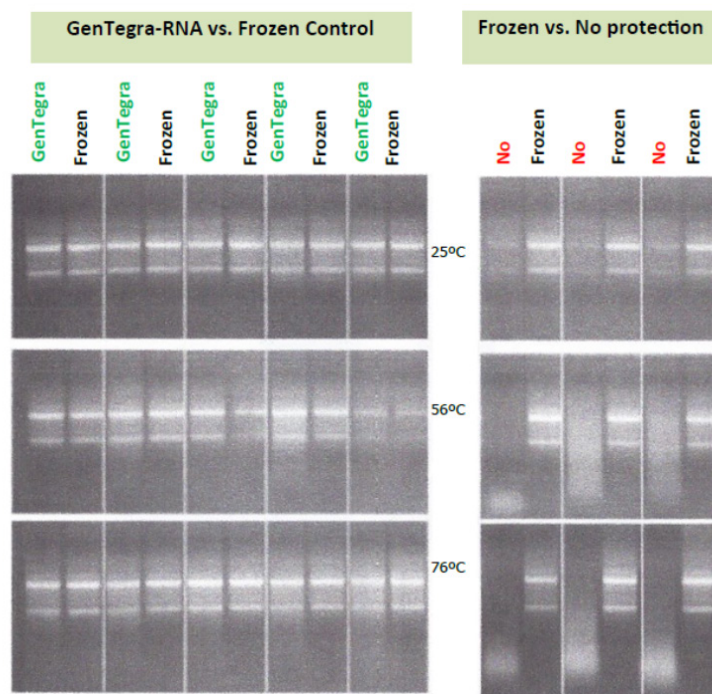 GenTegra-RNA vs. Frozen Control
Frozen vs. No protection
GenTegra
Frozen
GenTegra
Frozen
GenTegra
Frozen
GenTegra
Frozen
GenTegra
Frozen
No
Frozen
No
Frozen
No
Frozen
25ºC
56ºC
76ºC